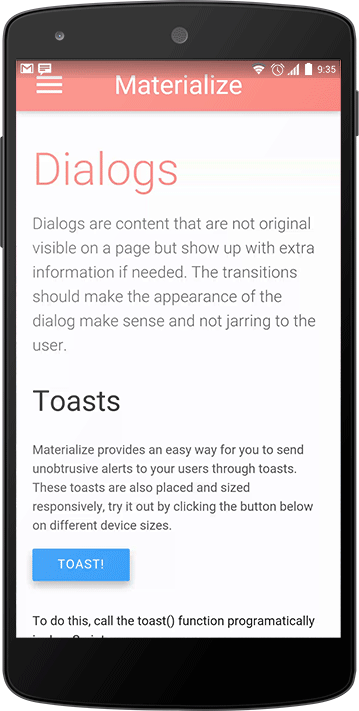 9:35
Materialize
Dialogs
Dialogs are content that are not original
visible on a page but show up with extra
information if needed. The transitions
should make the appearance of the
dialog make sense and not jarring to the
user.
Toasts
Materialize provides an easy way for you to send
unobtrusive alerts to your users through toasts.
These toasts are also placed and sized
responsively, try it out by clicking the button below
on different device sizes.
TOAST!
To do this, call the toast() function programatically